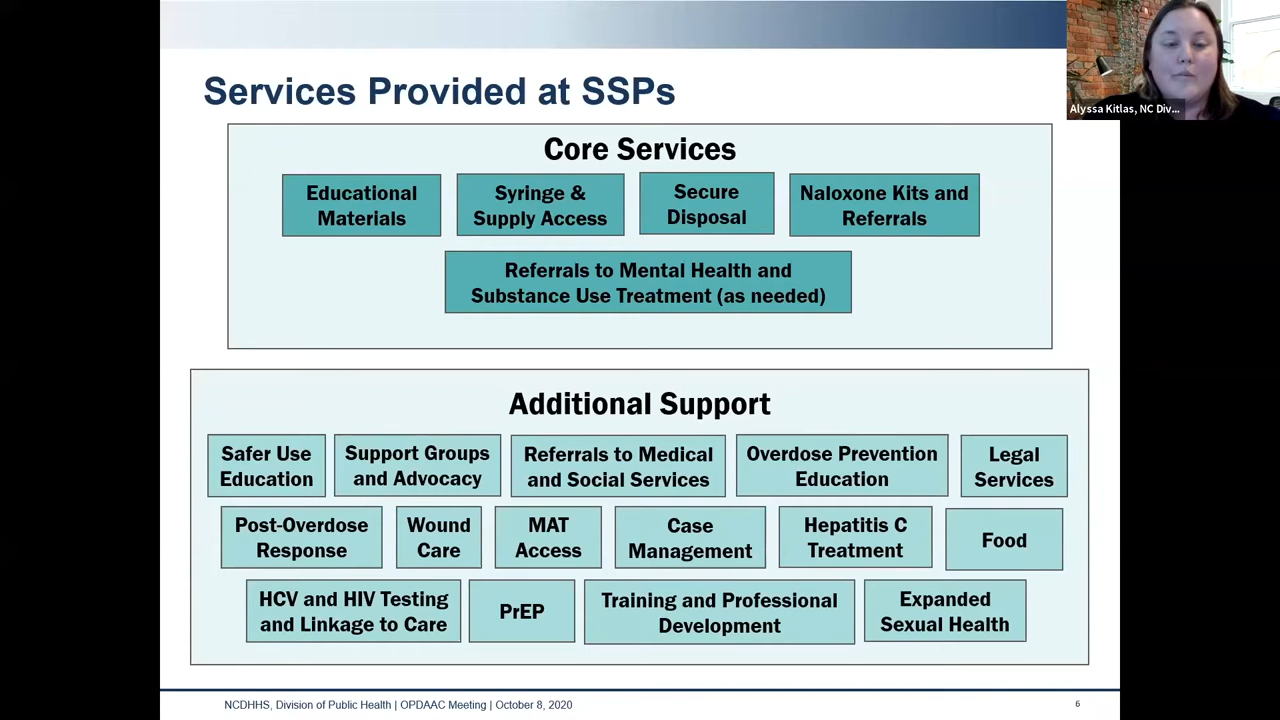 Services Provided at SSPs
Alyssa Kitlas, NC Div...
Core Services
Educational
Materials
Syringe &
Supply Access
Secure
Disposal
Naloxone Kits and
Referrals
Referrals to Mental Health and
Substance Use Treatment (as needed)
Additional Support
Safer Use
Education
Support Groups
and Advocacy
Referrals to Medical
and Social Services
Overdose Prevention
Education
Legal
Services
Post-Overdose
Response
Wound
Care
MAT
Access
Case
Management
Hepatitis C
Treatment
Food
HCV and HIV Testing
and Linkage to Care
PrEP
Training and Professional
Development
Expanded
Sexual Health
NCDHHS, Division of Public Health | OPDAAC Meeting | October 8, 2020
6